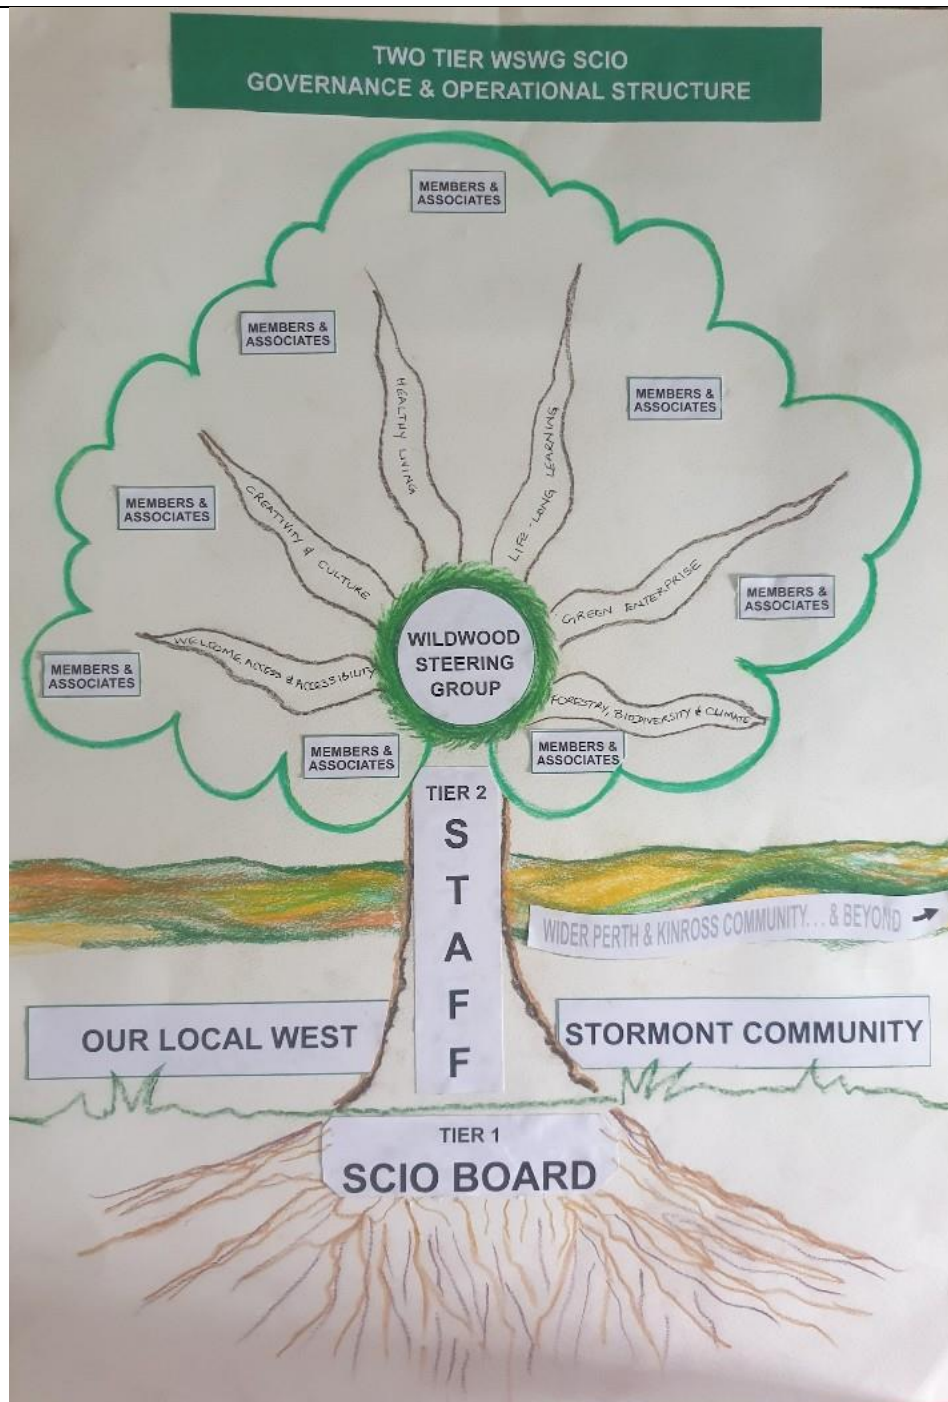 TWO TIER WSWG SCIO
GOVERNANCE & OPERATIONAL STRUCTURE
MEMBERS &
ASSOCIATES
MEMBERS &
ASSOCIATES
MEMBERS &
ASSOCIATES
MEMBERS &
ASSOCIATES
MEMBERS &
ASSOCIATES
MEMBERS &
ASSOCIATES
MEMBERS &
ASSOCIATES
MEMBERS &
ASSOCIATES
HEALTHY LIVING
LIFE-LONG LEARNING
CREATIVITY & CULTURE
GREEN ENTERPRISE
WELCOME, ACCESS & ACCESSIBILITY
FORESTRY, BIODIVERSITY & CLIMATE
WILDWOOD
STEERING
GROUP
TIER 2
S
T
A
F
F
WIDER PERTH & KINROSS COMMUNITY... & BEYOND
OUR LOCAL WEST
STORMONT COMMUNITY
TIER 1
SCIO BOARD